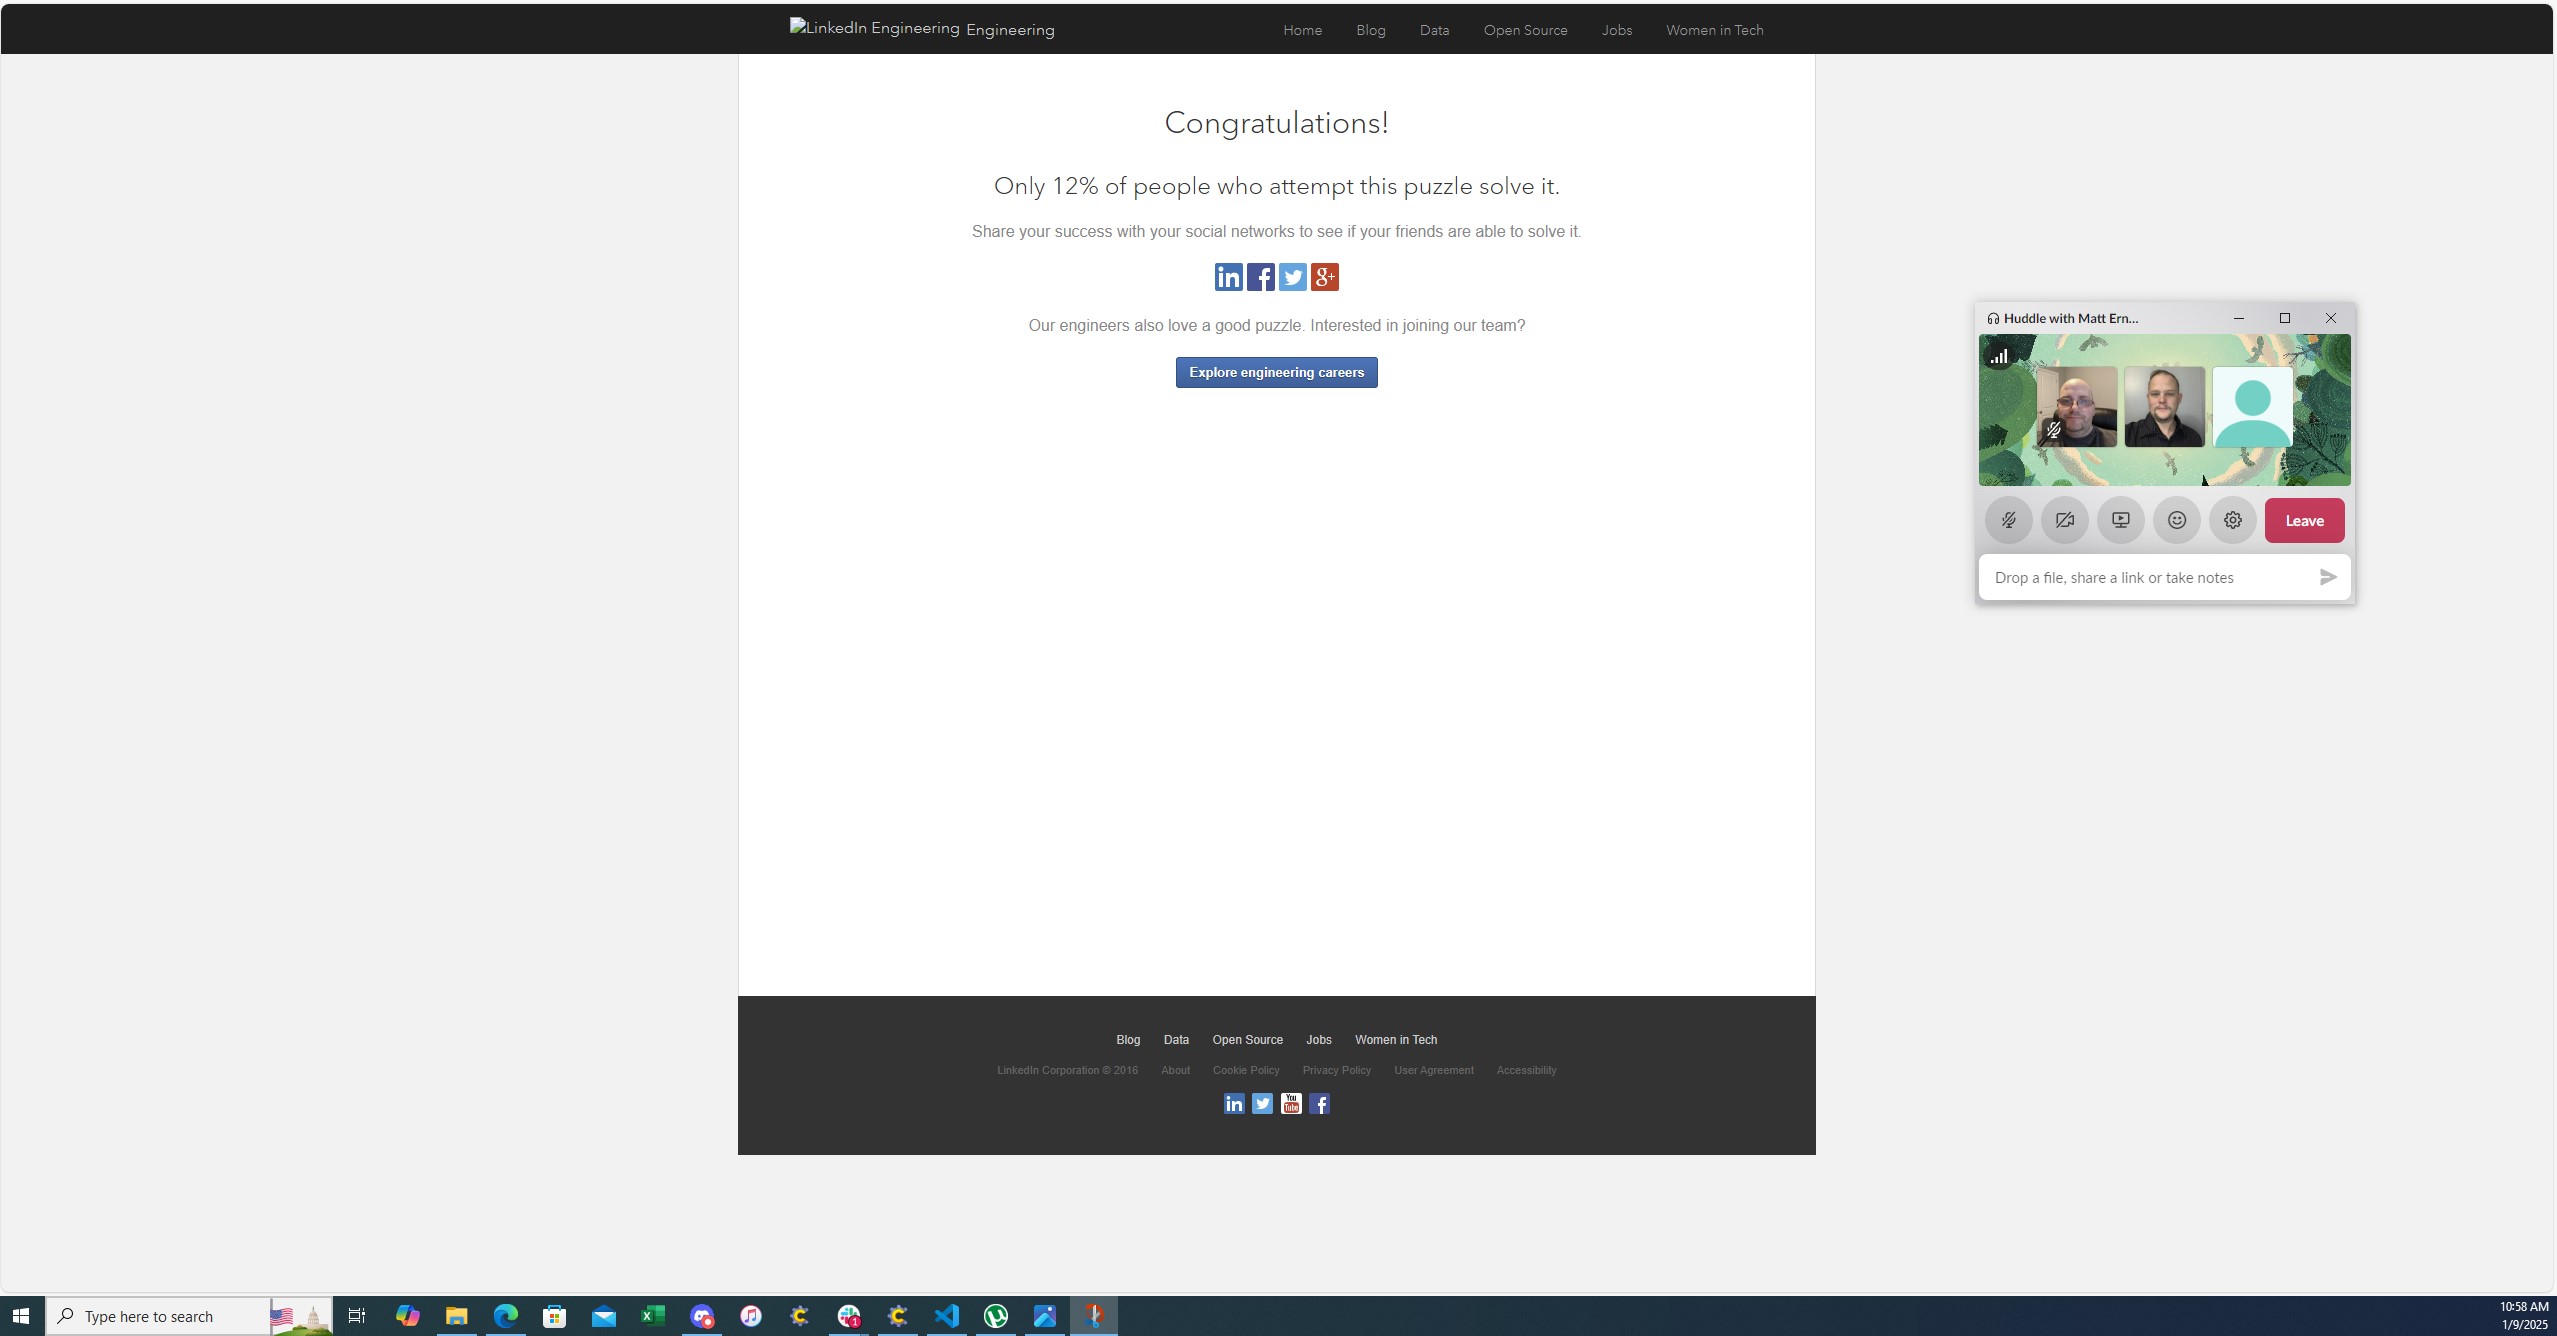 LinkedIn Engineering Engineering Home Blog Data Open Source Jobs Women in Tech
Congratulations!
Only 12% of people who attempt this puzzle solve it.
Share your success with your social networks to see if your friends are able to solve it.
in f g+
Our engineers also love a good puzzle. Interested in joining our team?
Explore engineering careers
Huddle with Matt Ern...
Leave
Drop a file, share a link or take notes
Blog Data Open Source Jobs Women in Tech
LinkedIn Corporation © 2016 About Cookie Policy Privacy Policy User Agreement Accessibility
in You Tube f
Type here to search
1
10:58 AM
1/9/2025